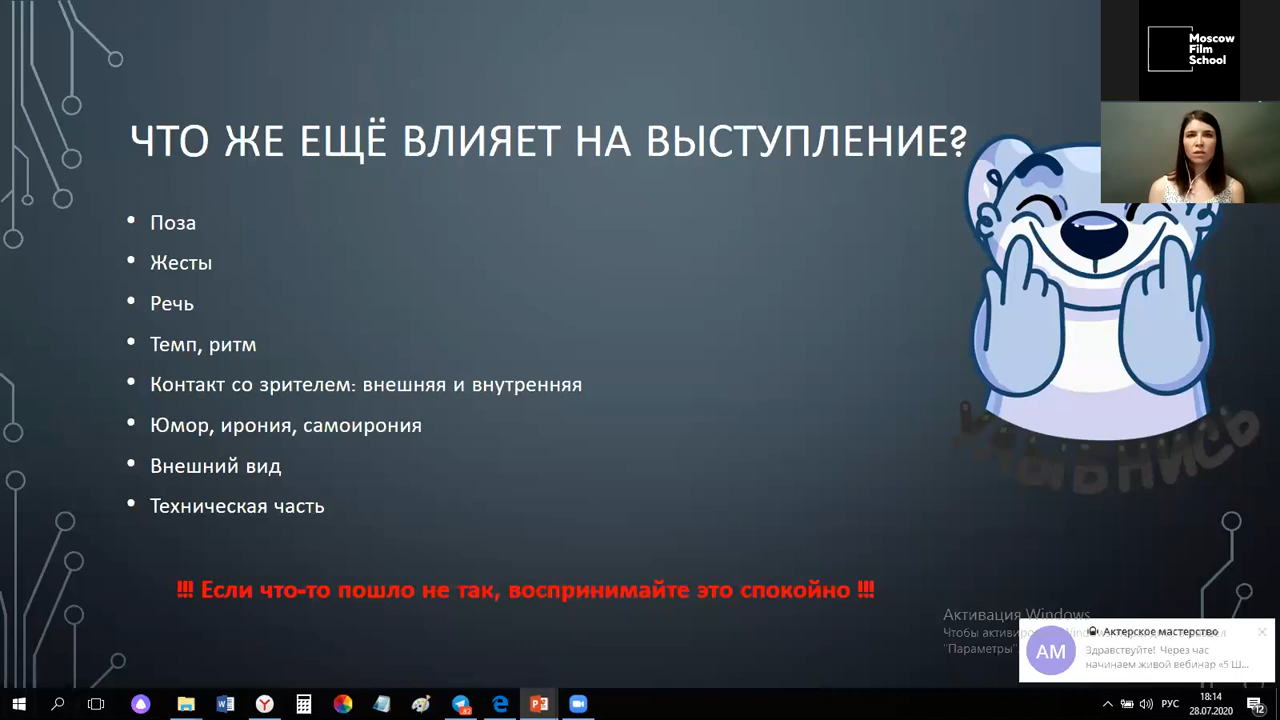 Moscow
Film
School
ЧТО ЖЕ ЕЩЁ ВЛИЯЕТ НА ВЫСТУПЛЕНИЕ?
• Поза
• Жесты
• Речь
• Темп, ритм
• Контакт со зрителем: внешняя и внутренняя
• Юмор, ирония, самоирония
• Внешний вид
• Техническая часть
УЛЫБНИСЬ
!!! Если что-то пошло не так, воспринимайте это спокойно !!!
Активация Windows
Чтобы активиро
"Параметры".
АМ
Актерское мастерство
Здравствуйте! Через час
начинаем живой вебинар «5 Ш...
РУС
18:14
28.07.2020
12